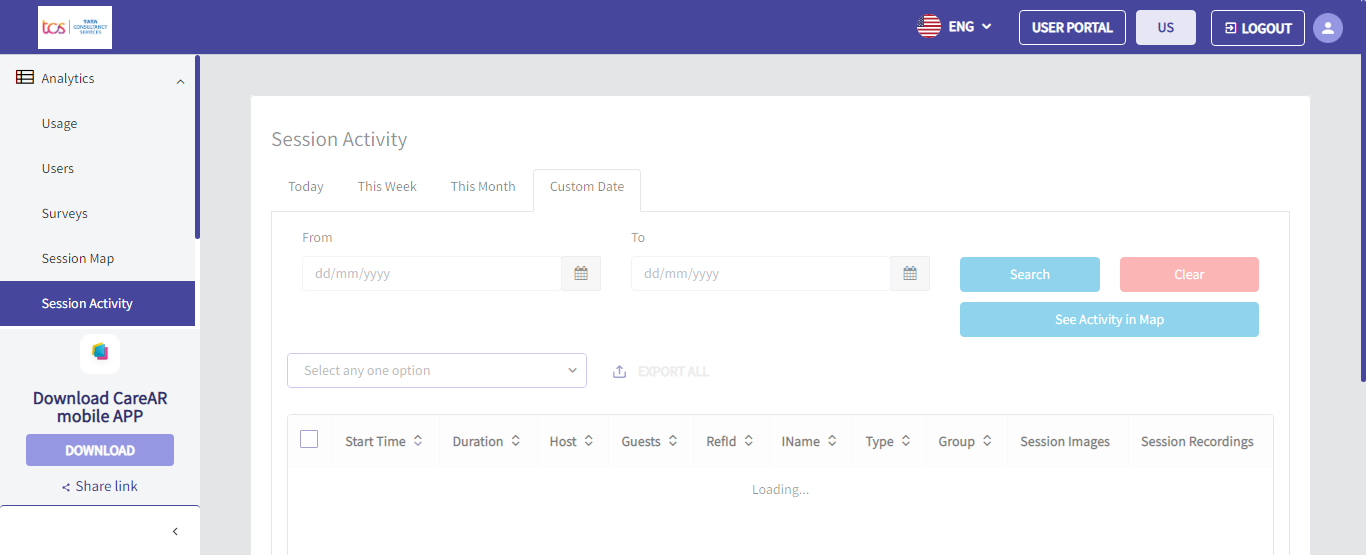 tcs TATA CONSULTANCY SERVICES
ENG
USER PORTAL
US
LOGOUT
Analytics
Usage
Users
Surveys
Session Map
Session Activity
Download CareAR
mobile APP
DOWNLOAD
Share link
Session Activity
Today This Week This Month Custom Date
From To
dd/mm/yyyy dd/mm/yyyy Search Clear
See Activity in Map
Select any one option EXPORT ALL
Start Time Duration Host Guests RefId IName Type Group Session Images Session Recordings
Loading...